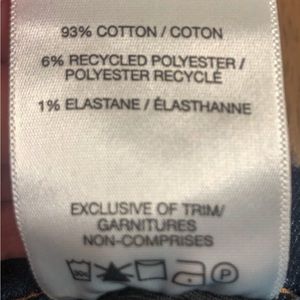 93% COTTON / COTON
6% RECYCLED POLYESTER /
POLYESTER RECYCLÉ
1% ELASTANE / ÉLASTHANNE
EXCLUSIVE OF TRIM/
GARNITURES
NON-COMPRISES
P